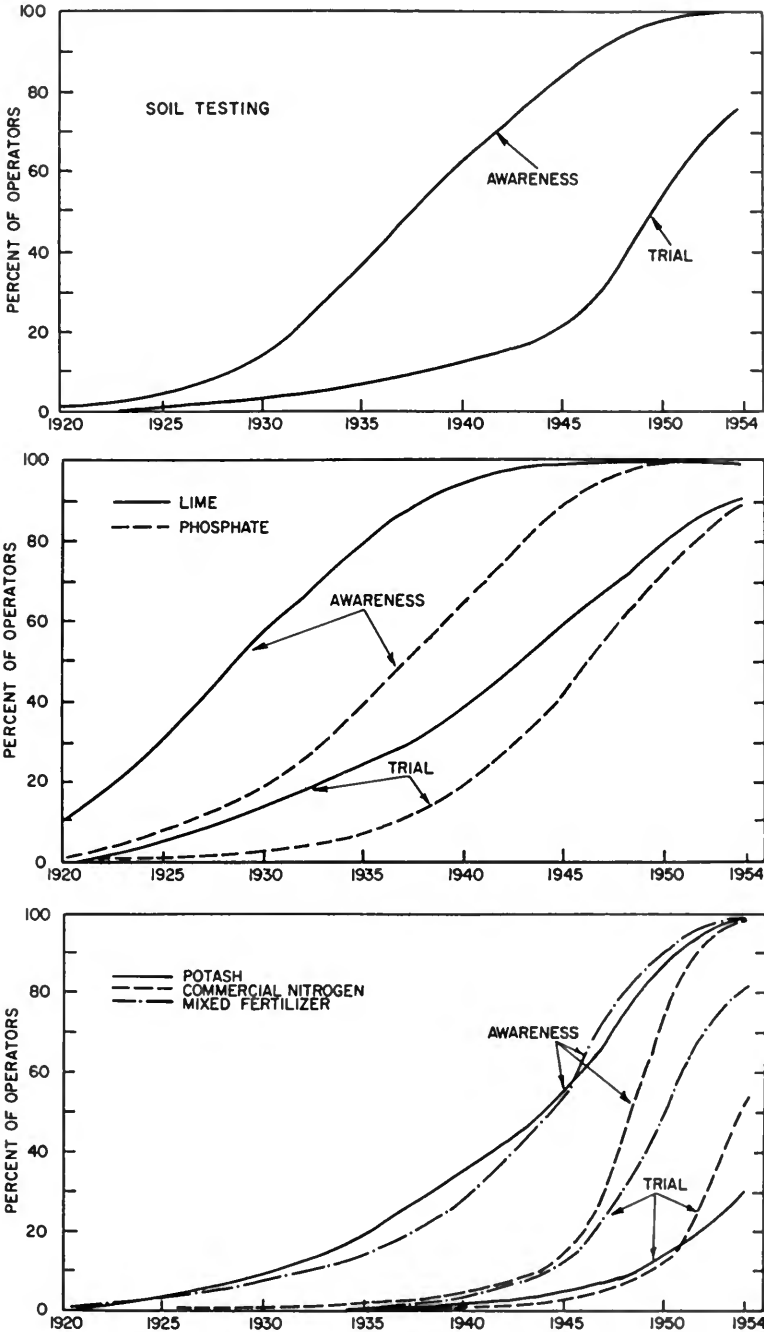 PERCENT OF OPERATORS
100
80
60
40
20
0
SOIL TESTING
AWARENESS
TRIAL
1920 1925 1930 1935 1940 1945 1950 1954
PERCENT OF OPERATORS
100
80
60
40
20
0
LIME
PHOSPHATE
AWARENESS
TRIAL
1920 1925 1930 1935 1940 1945 1950 1954
PERCENT OF OPERATORS
100
80
60
40
20
0
POTASH
COMMERCIAL NITROGEN
MIXED FERTILIZER
AWARENESS
TRIAL
1920 1925 1930 1935 1940 1945 1950 1954